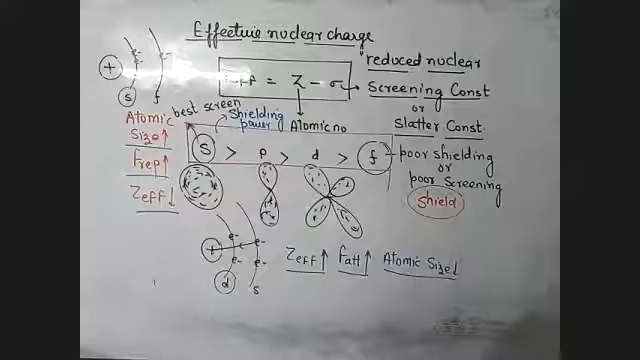 Effective nuclear charge
reduced nuclear
Zeff = Z - σ
Screening Const
or
Slatter Const.
Atomic no
best screen
Shielding
power
S > p > d > f
poor shielding
or
poor screening
Shield
Atomic
Size↑
Frep↑
Zeff↓
+ e- e- e-
s f
+ e- e- e- e-
d s
Zeff↑ Fatt↑ Atomic Size↓